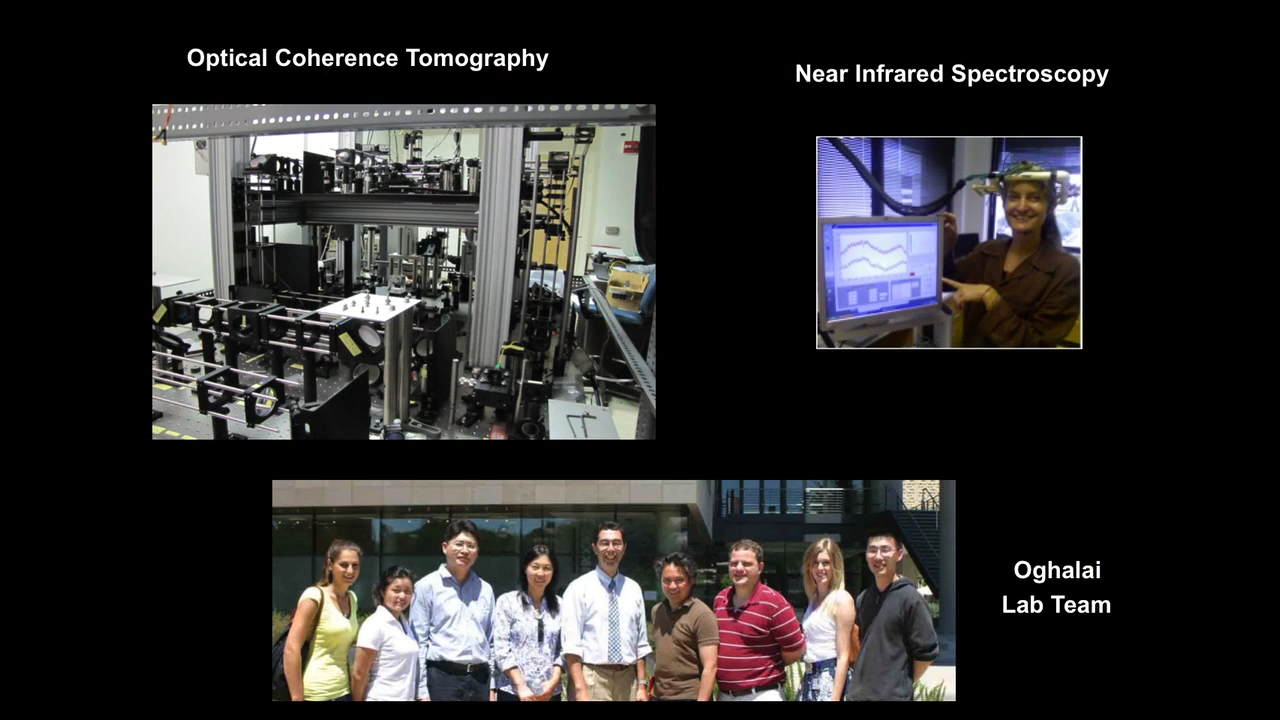 Optical Coherence Tomography
Near Infrared Spectroscopy
Oghalai
Lab Team